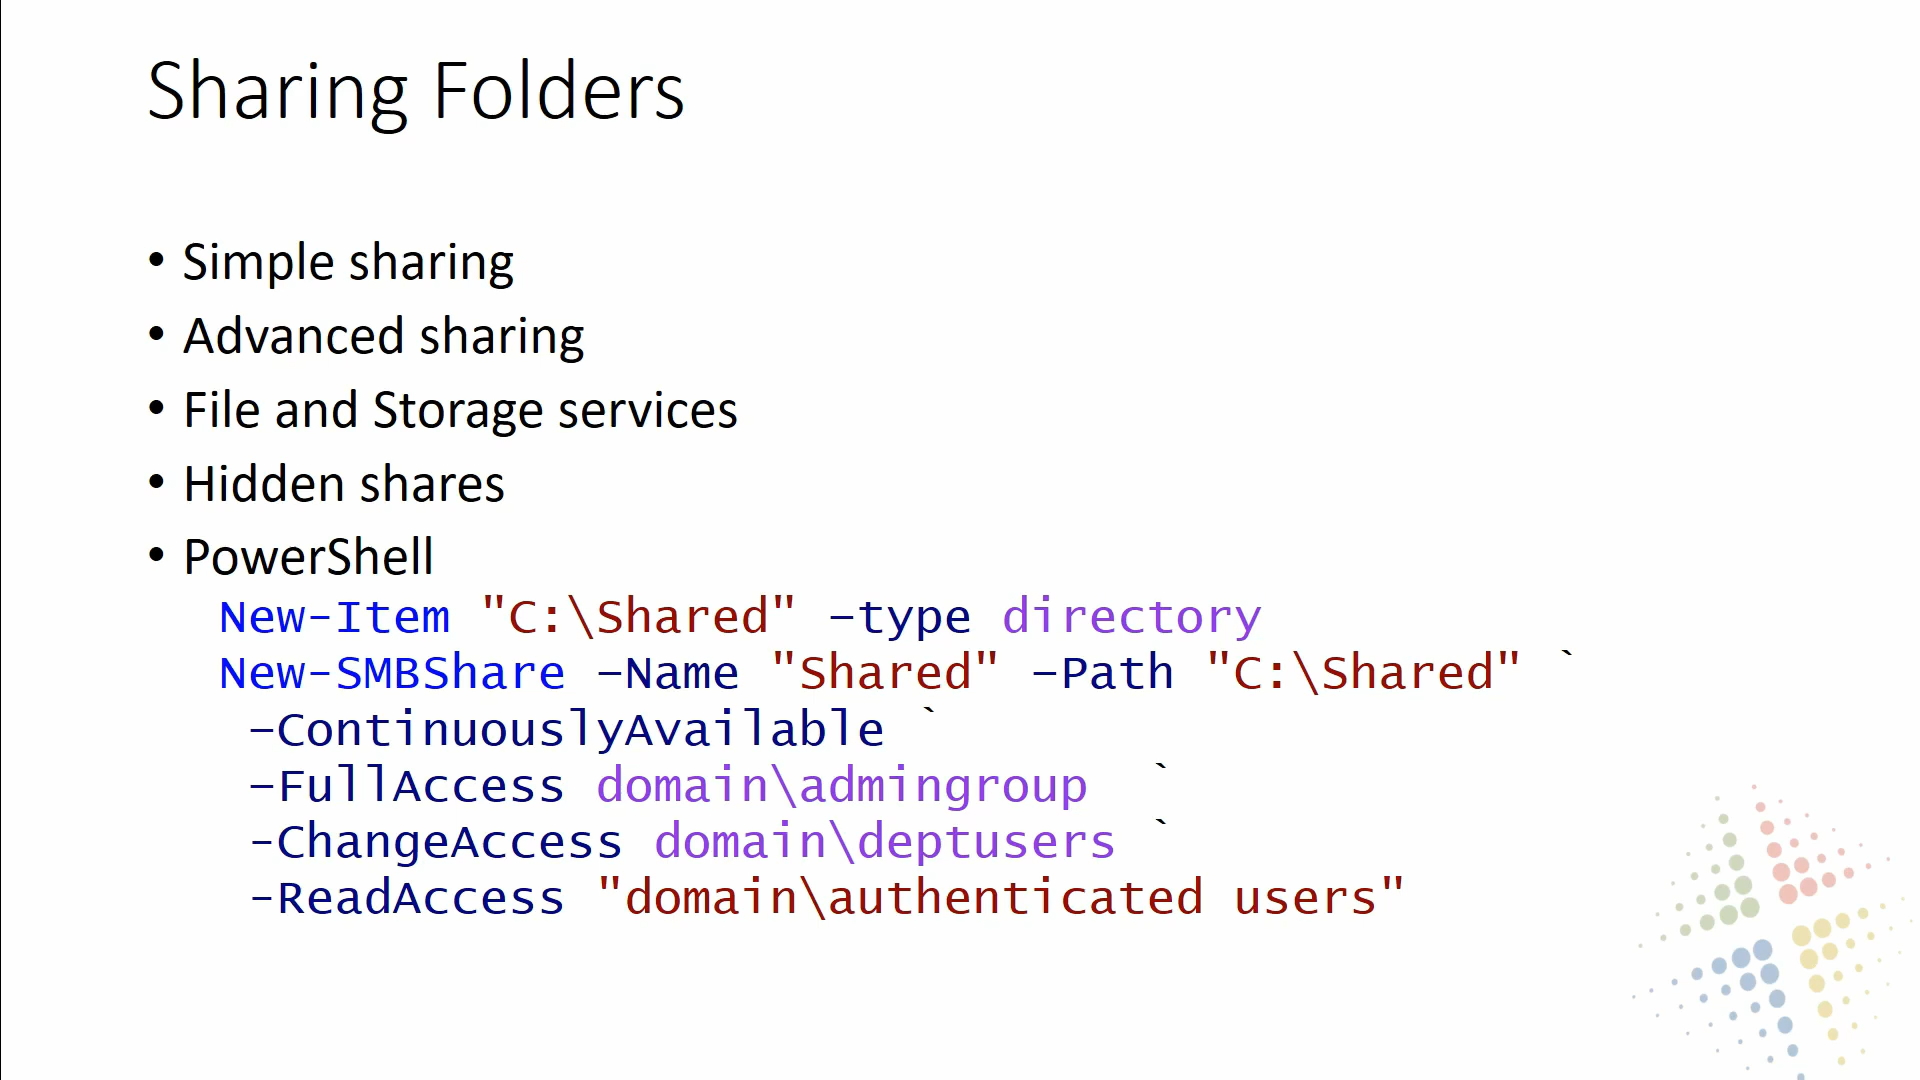 Sharing Folders
• Simple sharing
• Advanced sharing
• File and Storage services
• Hidden shares
• PowerShell
New-Item "C:\Shared" –type directory
New-SMBShare –Name "Shared" –Path "C:\Shared" `
–ContinuouslyAvailable `
–FullAccess domain\admingroup `
-ChangeAccess domain\deptusers `
-ReadAccess "domain\authenticated users"